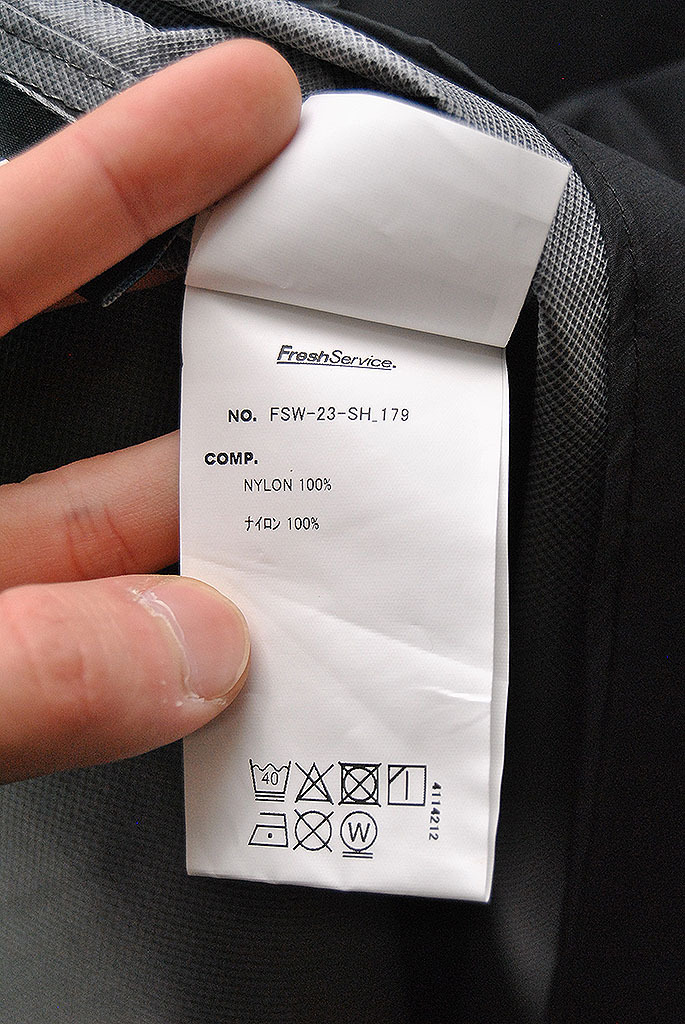 FreshService.
NO. FSW-23-SH_179
COMP.
NYLON 100%
ナイロン 100%
40
W
4114212